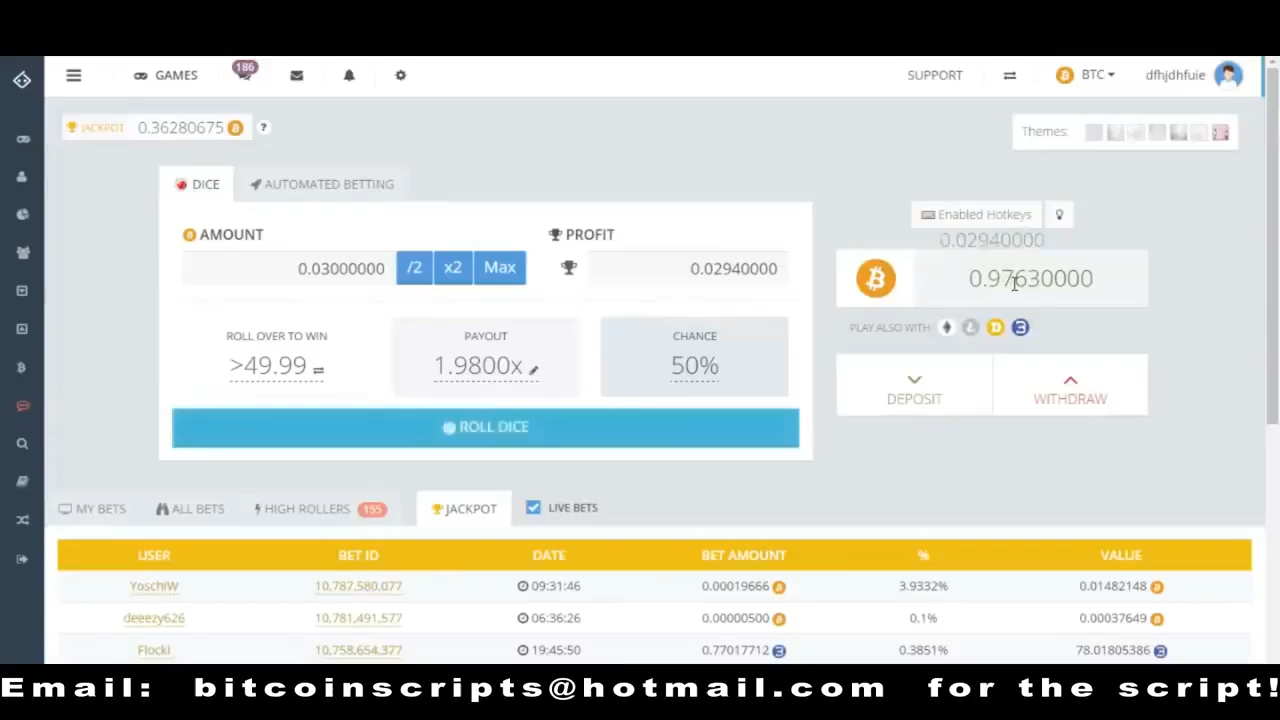 GAMES 186 SUPPORT BTC dfhjdhfuie
JACKPOT 0.36280675 ? Themes:
DICE AUTOMATED BETTING
Enabled Hotkeys
0.02940000
AMOUNT PROFIT
0.03000000 /2 x2 Max 0.02940000
0.97630000
PLAY ALSO WITH:
ROLL OVER TO WIN PAYOUT CHANCE
>49.99 1.9800x 50%
DEPOSIT WITHDRAW
ROLL DICE
MY BETS ALL BETS HIGH ROLLERS 155 JACKPOT LIVE BETS
USER BET ID DATE BET AMOUNT % VALUE
YoschiW 10,787,580,077 09:31:46 0.00019666 3.9332% 0.01482148
deeezy626 10,781,491,577 06:36:26 0.00000500 0.1% 0.00037649
Flocki 10,758,654,377 19:45:50 0.77017712 0.3851% 78.01805386
Email: bitcoinscripts@hotmail.com for the script!